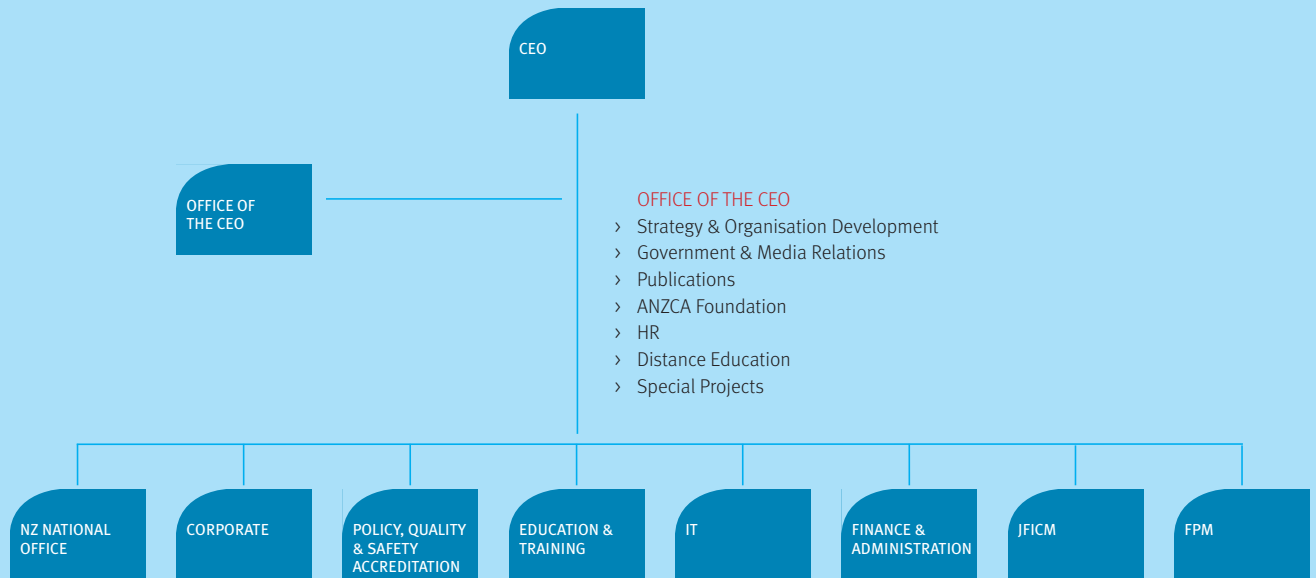 CEO
OFFICE OF
THE CEO
OFFICE OF THE CEO
› Strategy & Organisation Development
› Government & Media Relations
› Publications
› ANZCA Foundation
› HR
› Distance Education
› Special Projects
NZ NATIONAL
OFFICE
CORPORATE
POLICY, QUALITY
& SAFETY
ACCREDITATION
EDUCATION &
TRAINING
IT
FINANCE &
ADMINISTRATION
JFICM
FPM